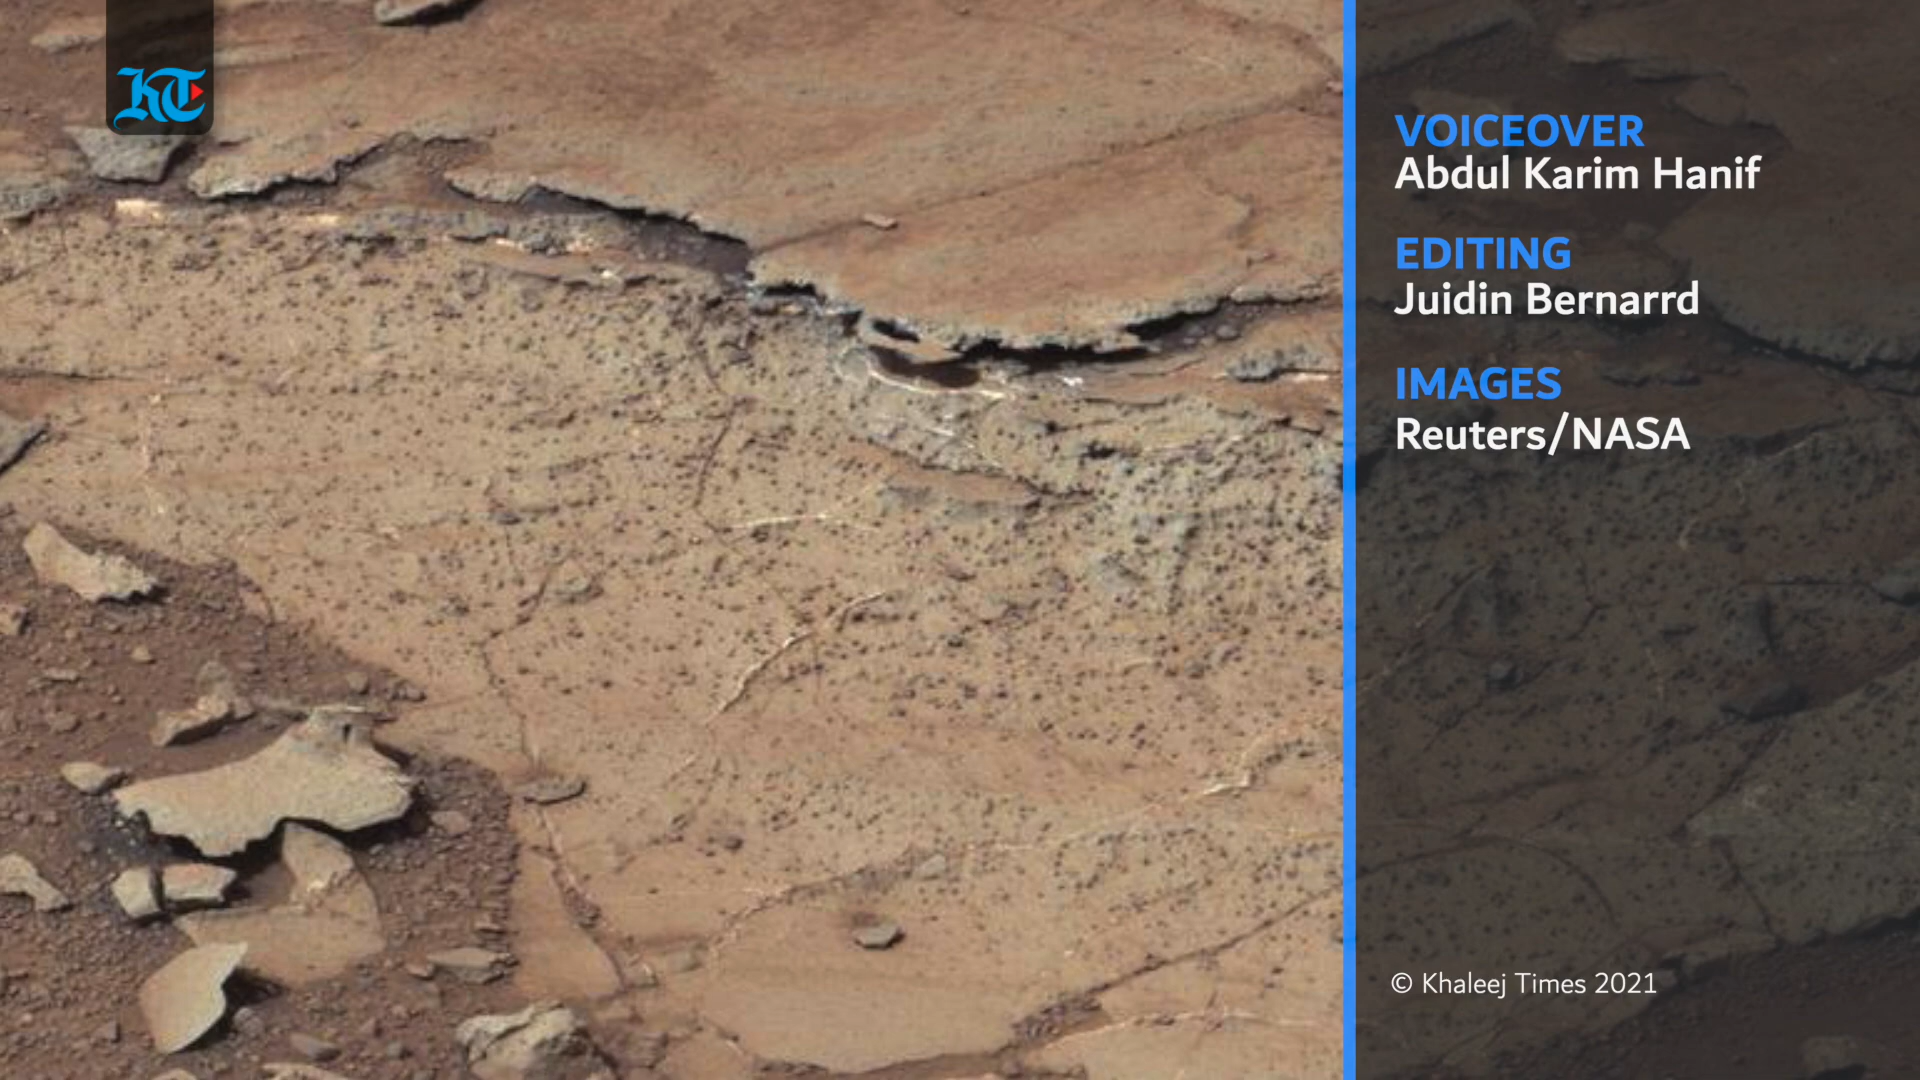 KT
VOICEOVER
Abdul Karim Hanif
EDITING
Juidin Bernarrd
IMAGES
Reuters/NASA
© Khaleej Times 2021